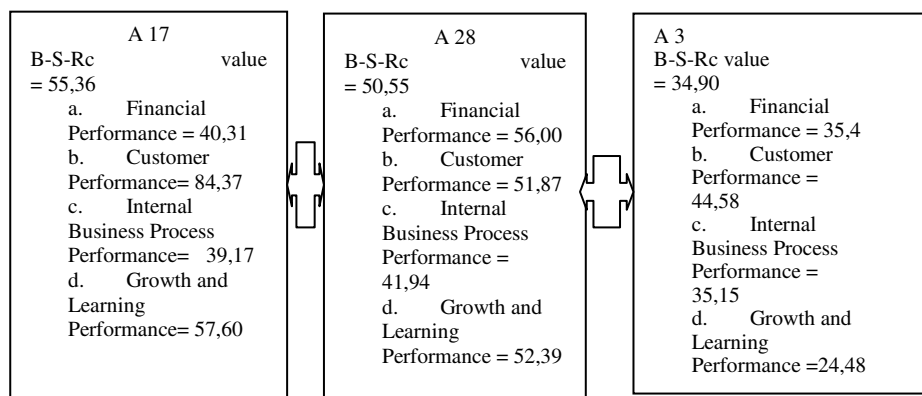 A 17
B-S-Rc value
= 55,36
a. Financial
Performance = 40,31
b. Customer
Performance= 84,37
c. Internal
Business Process
Performance= 39,17
d. Growth and
Learning
Performance= 57,60
A 28
B-S-Rc value
= 50,55
a. Financial
Performance = 56,00
b. Customer
Performance= 51,87
c. Internal
Business Process
Performance =
41,94
d. Growth and
Learning
Performance = 52,39
A 3
B-S-Rc value
= 34,90
a. Financial
Performance = 35,4
b. Customer
Performance =
44,58
c. Internal
Business Process
Performance =
35,15
d. Growth and
Learning
Performance =24,48